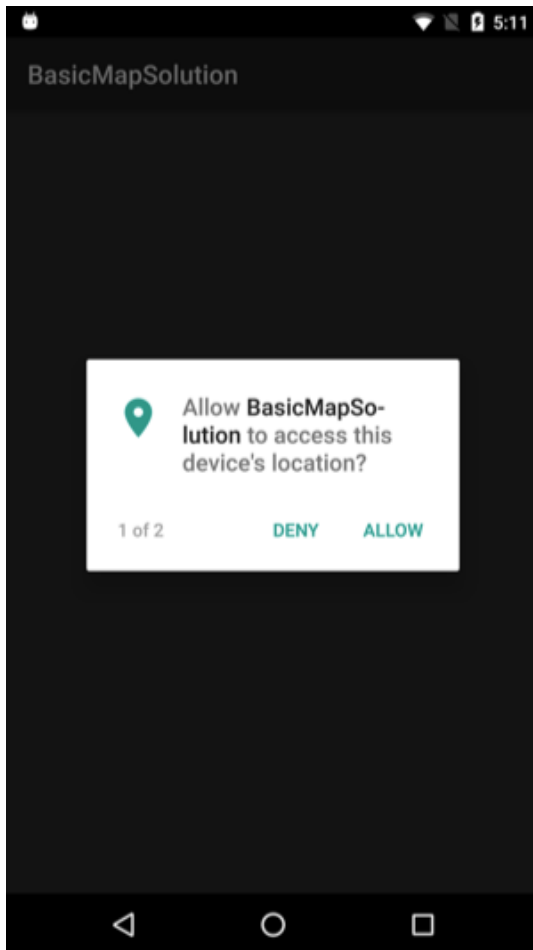 5:11
BasicMapSolution
Allow BasicMapSo-
lution to access this
device's location?
1 of 2 DENY ALLOW